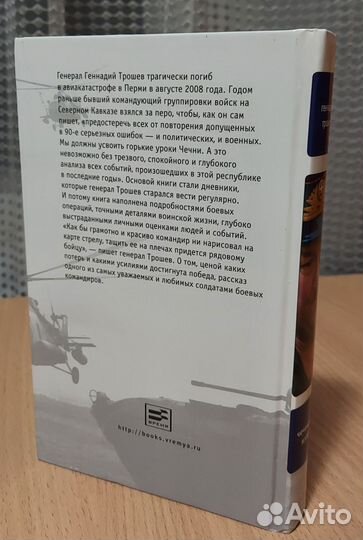 Генерал Геннадий Трошев трагически погиб
в авиакатастрофе в Перми в августе 2008 года. Годом
раньше бывший командующий группировки войск на
Северном Кавказе взялся за перо, чтобы, как он сам
пишет, «предостеречь всех от повторения допущенных
в 90-е серьезных ошибок — и политических, и военных.
Мы должны усвоить горькие уроки Чечни. А это
невозможно без трезвого, спокойного и глубокого
анализа всех событий, произошедших в этой республике
в последние годы». Основой книги стали дневники,
которые генерал Трошев старался вести регулярно.
И потому книга наполнена подробностями боевых
операций, точными деталями воинской жизни, глубоко
выстраданными личными оценками людей и событий.
«Как бы грамотно и красиво командир ни нарисовал на
карте стрелу, тащить ее на плечах придется рядовому
бойцу», — пишет генерал Трошев. О том, ценой каких
потерь и какими усилиями достигнута победа, рассказ
одного из самых уважаемых и любимых солдатами боевых
командиров.
ВРЕМЯ
http://books.vremya.ru
Avito